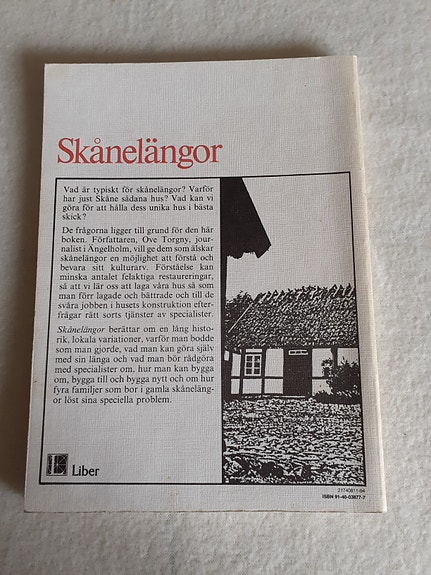 Skånelängor
Vad är typiskt för skånelängor? Varför
har just Skåne sådana hus? Vad kan vi
göra för att hålla dess unika hus i bästa
skick?
De frågorna ligger till grund för den här
boken. Författaren, Ove Torgny, jour-
nalist i Ängelholm, vill ge dem som älskar
skånelängor en möjlighet att förstå och
bevara sitt kulturarv. Förståelse kan
minska antalet felaktiga restaureringar,
så att vi lär oss att laga våra hus så som
man förr lagade och bättrade och till de
svåra jobben i husets konstruktion efter-
frågar rätt sorts tjänster av specialister.
Skånelängor berättar om en lång histo-
rik, lokala variationer, varför man bodde
som man gjorde, vad man kan göra själv
med sin länga och vad man bör rådgöra
med specialister om, hur man kan bygga
om, bygga till och bygga nytt och om hur
fyra familjer som bor i gamla skåneläng-
or löst sina speciella problem.
Liber
21740811-84
ISBN 91-40-03877-7